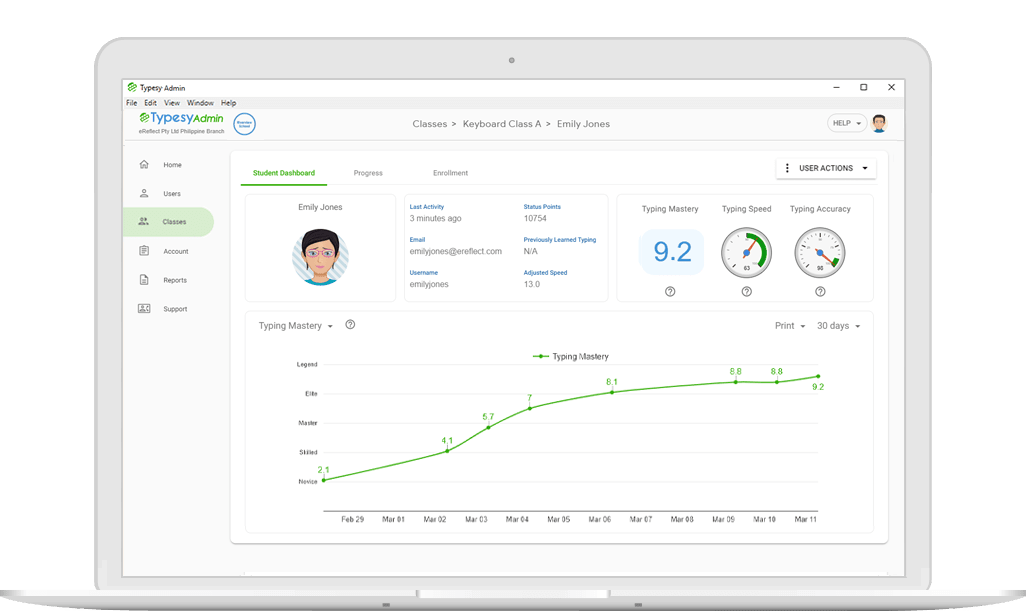 Typesy Admin
File Edit View Window Help
TypesyAdmin
eReflect Pty Ltd Philippine Branch
Classes > Keyboard Class A > Emily Jones
HELP
Home
Users
Classes
Account
Reports
Support
Student Dashboard Progress Enrollment
USER ACTIONS
Emily Jones
Last Activity
3 minutes ago
Email
emilyjones@ereflect.com
Username
emilyjones
Status Points
10754
Previously Learned Typing
N/A
Adjusted Speed
13.0
Typing Mastery Typing Speed Typing Accuracy
9.2 63 98
Typing Mastery
Print 30 days
Typing Mastery
Legend
Elite
Master
Skilled
Novice
2.1 4.1 5.7 7 8.1 8.8 8.8 9.2
Feb 29 Mar 01 Mar 02 Mar 03 Mar 04 Mar 05 Mar 06 Mar 07 Mar 08 Mar 09 Mar 10 Mar 11